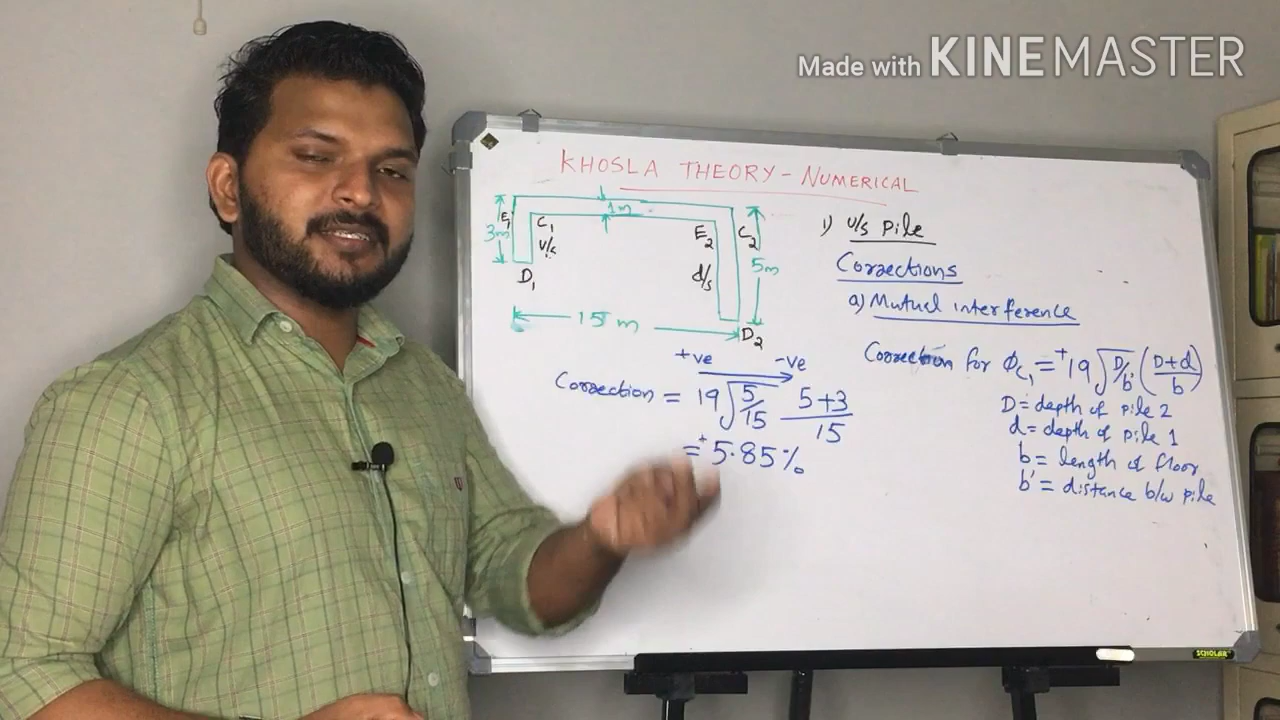 Made with KINEMASTER
KHOSLA THEORY - NUMERICAL
1m
E1
C1
3m
U/s
D1
E2
C2
d/s
5m
15 m
D2
+ve -ve
Correction = 19√5/15 5+3/15
= +5.85%
1) U/s pile
Corrections
a) Mutual interference
Correction for ϕC1 = +19√D/b' (D+d/b)
D = depth of pile 2
d = depth of pile 1
b = length of floor
b' = distance b/w pile
SCHOLAR